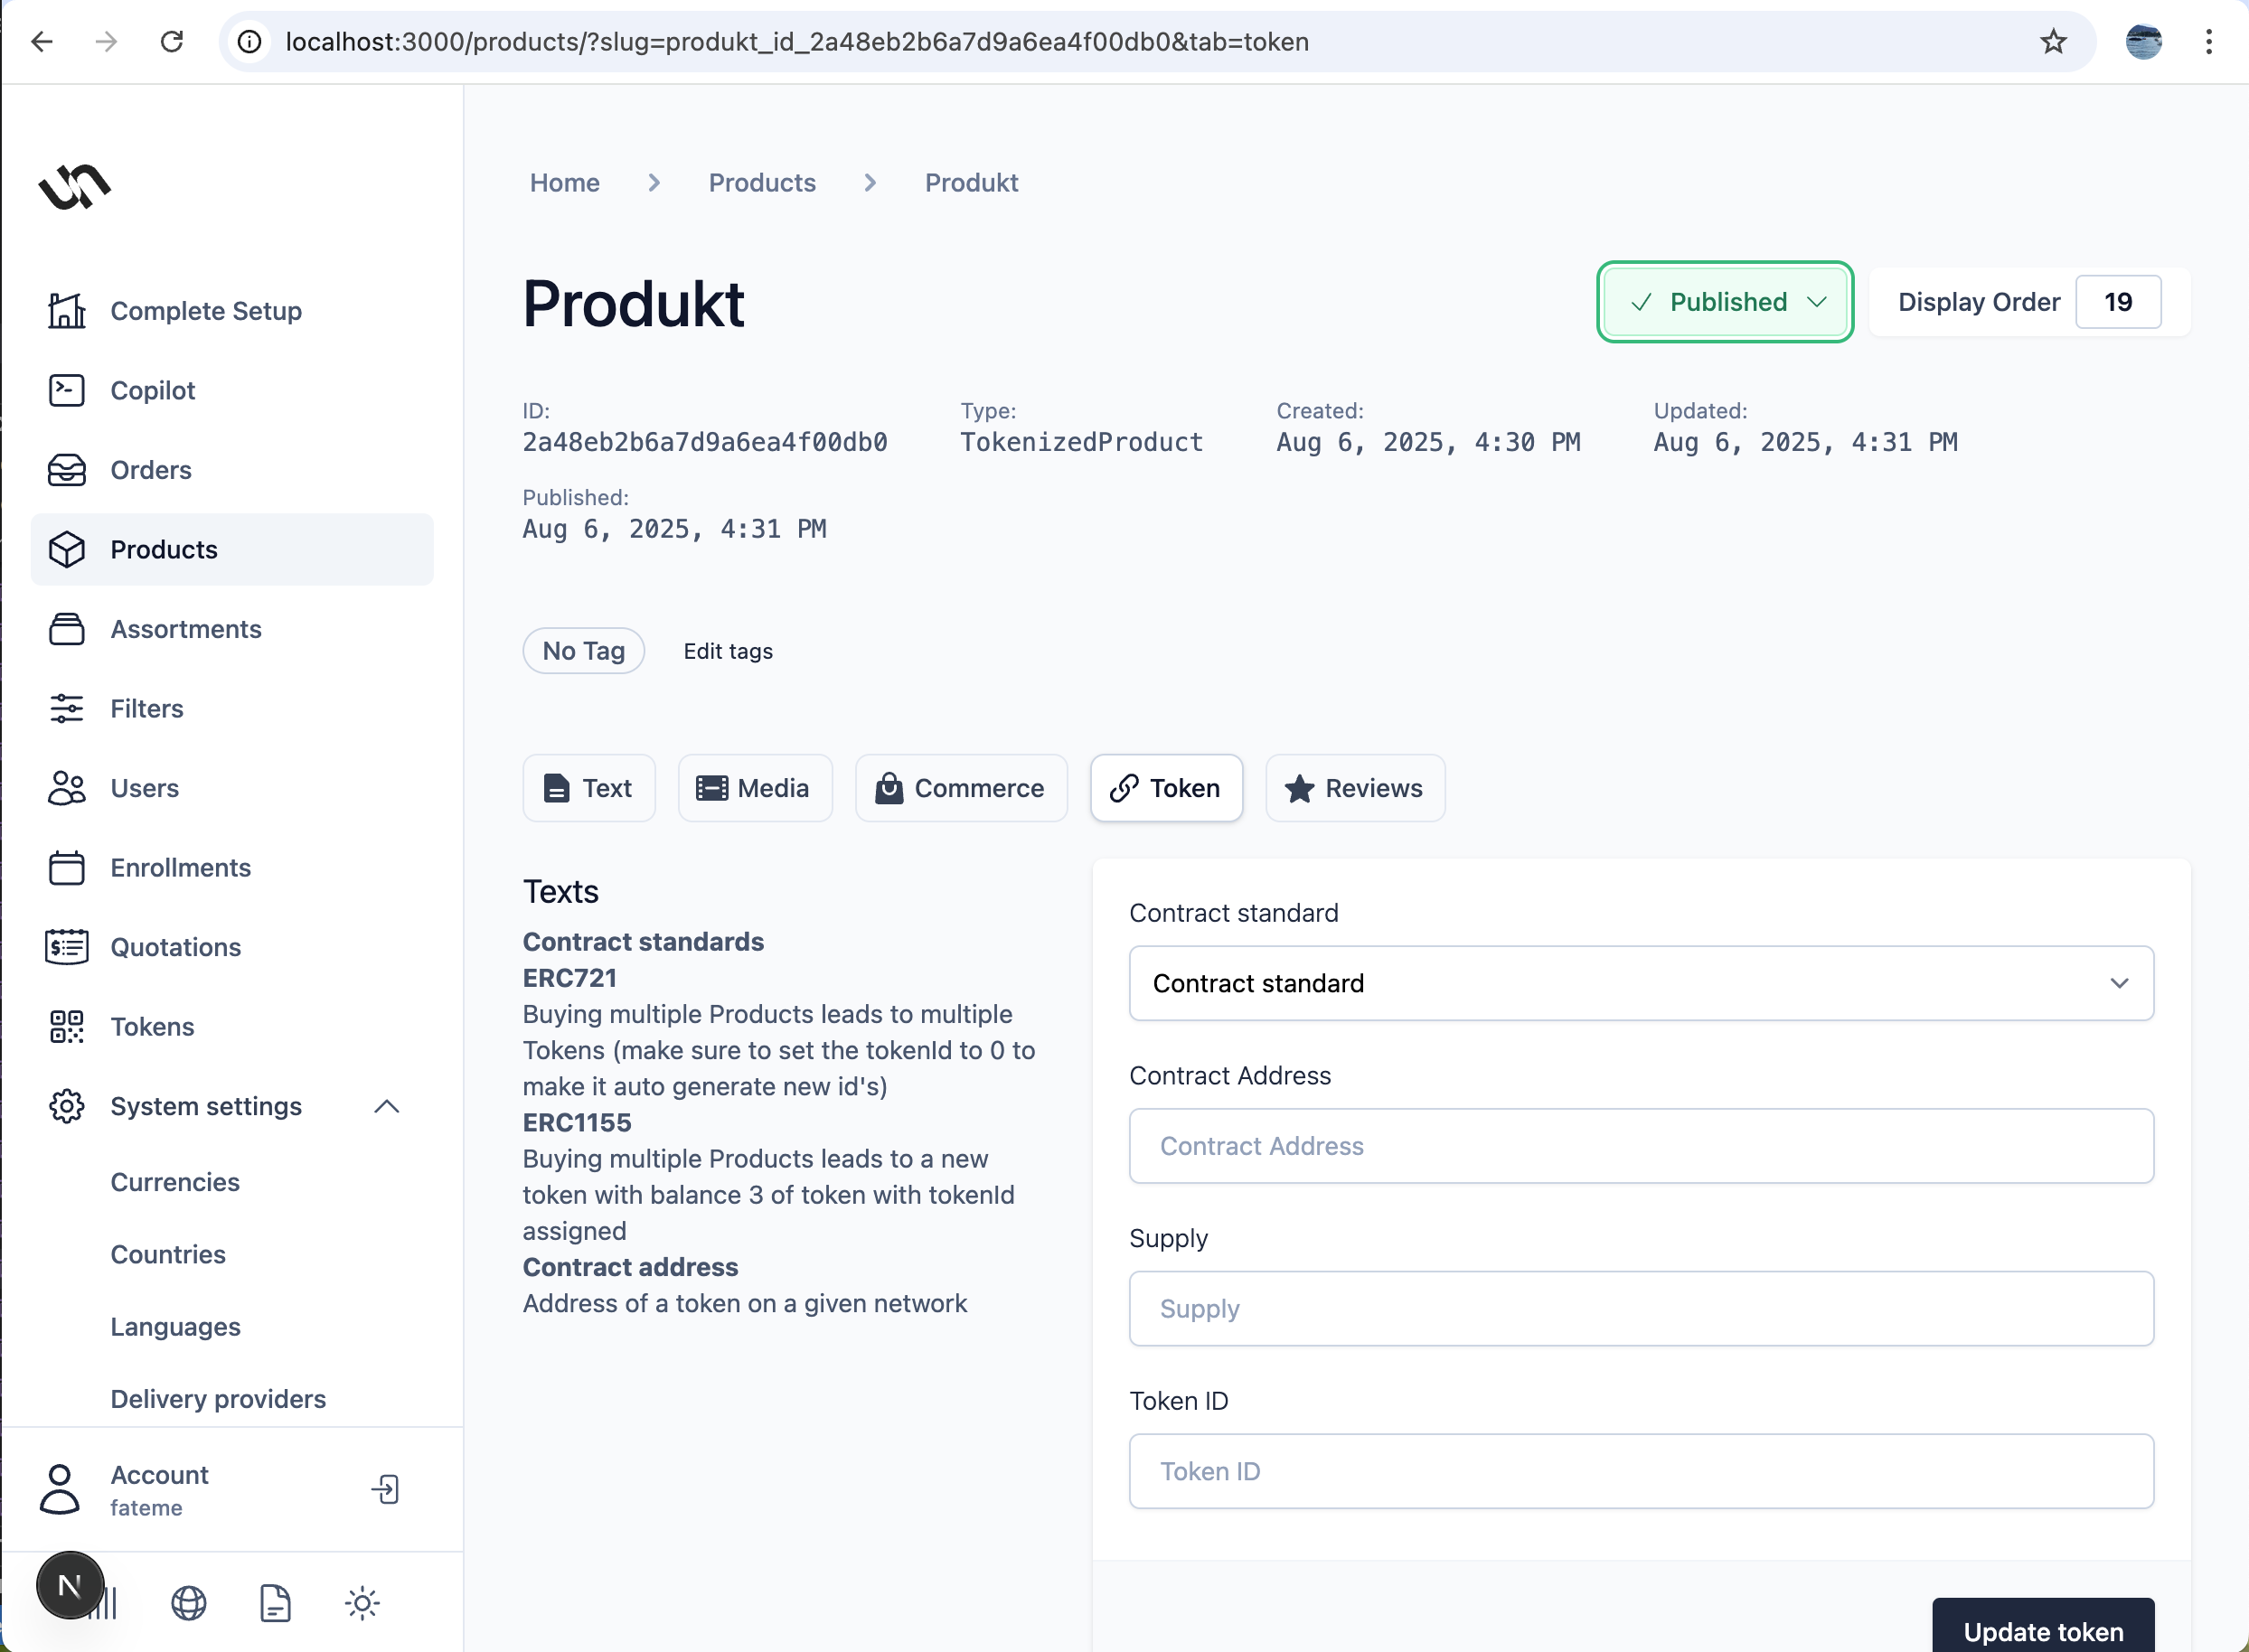 localhost:3000/products/?slug=produkt_id_2a48eb2b6a7d9a6ea4f00db0&tab=token
Complete Setup
Copilot
Orders
Products
Assortments
Filters
Users
Enrollments
Quotations
Tokens
System settings
Currencies
Countries
Languages
Delivery providers
Account
fateme
N
Home > Products > Produkt
Produkt
Published
Display Order 19
ID: Type: Created: Updated:
2a48eb2b6a7d9a6ea4f00db0 TokenizedProduct Aug 6, 2025, 4:30 PM Aug 6, 2025, 4:31 PM
Published:
Aug 6, 2025, 4:31 PM
No Tag Edit tags
Text Media Commerce Token Reviews
Texts
Contract standards
ERC721
Buying multiple Products leads to multiple
Tokens (make sure to set the tokenId to 0 to
make it auto generate new id's)
ERC1155
Buying multiple Products leads to a new
token with balance 3 of token with tokenId
assigned
Contract address
Address of a token on a given network
Contract standard
Contract standard
Contract Address
Contract Address
Supply
Supply
Token ID
Token ID
Update token